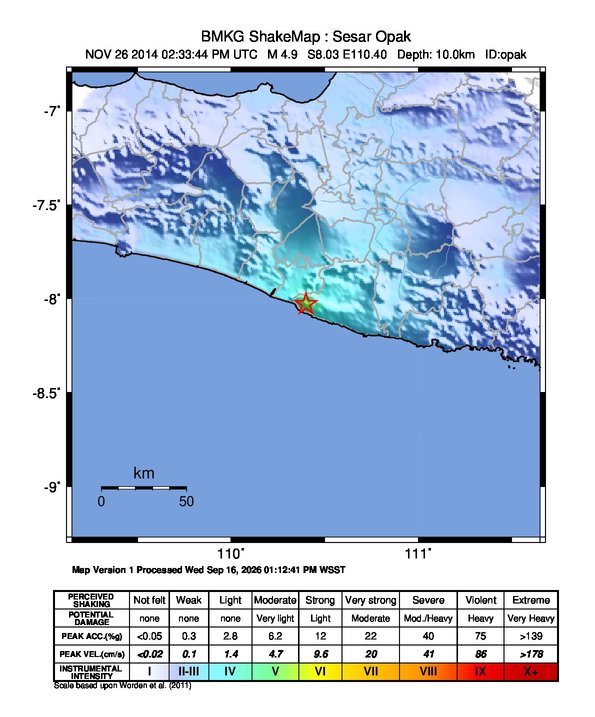 BMKG ShakeMap : Sesar Opak
NOV 26 2014 02:33:44 PM UTC M 4.9 S8.03 E110.40 Depth: 10.0km ID:opak
-7°
-7.5°
-8°
-8.5°
-9°
km
0 50
110° 111°
Map Version 1 Processed Wed Sep 16, 2026 01:12:41 PM WSST
PERCEIVED SHAKING Not felt Weak Light Moderate Strong Very strong Severe Violent Extreme
POTENTIAL DAMAGE none none none Very light Light Moderate Mod./Heavy Heavy Very Heavy
PEAK ACC.(%g) <0.05 0.3 2.8 6.2 12 22 40 75 >139
PEAK VEL.(cm/s) <0.02 0.1 1.4 4.7 9.6 20 41 86 >178
INSTRUMENTAL INTENSITY I II-III IV V VI VII VIII IX X+
Scale based upon Worden et al. (2011)